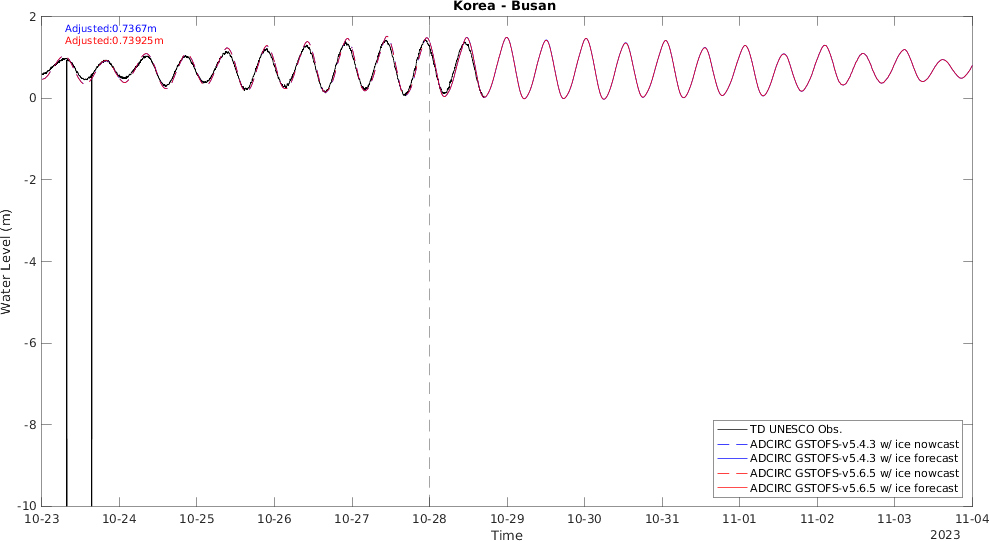 Korea - Busan
Adjusted:0.7367m
Adjusted:0.73925m
2
0
-2
-4
-6
-8
-10
Water Level (m)
TD UNESCO Obs.
ADCIRC GSTOFS-v5.4.3 w/ ice nowcast
ADCIRC GSTOFS-v5.4.3 w/ ice forecast
ADCIRC GSTOFS-v5.6.5 w/ ice nowcast
ADCIRC GSTOFS-v5.6.5 w/ ice forecast
10-23 10-24 10-25 10-26 10-27 10-28 10-29 10-30 10-31 11-01 11-02 11-03 11-04
Time
2023